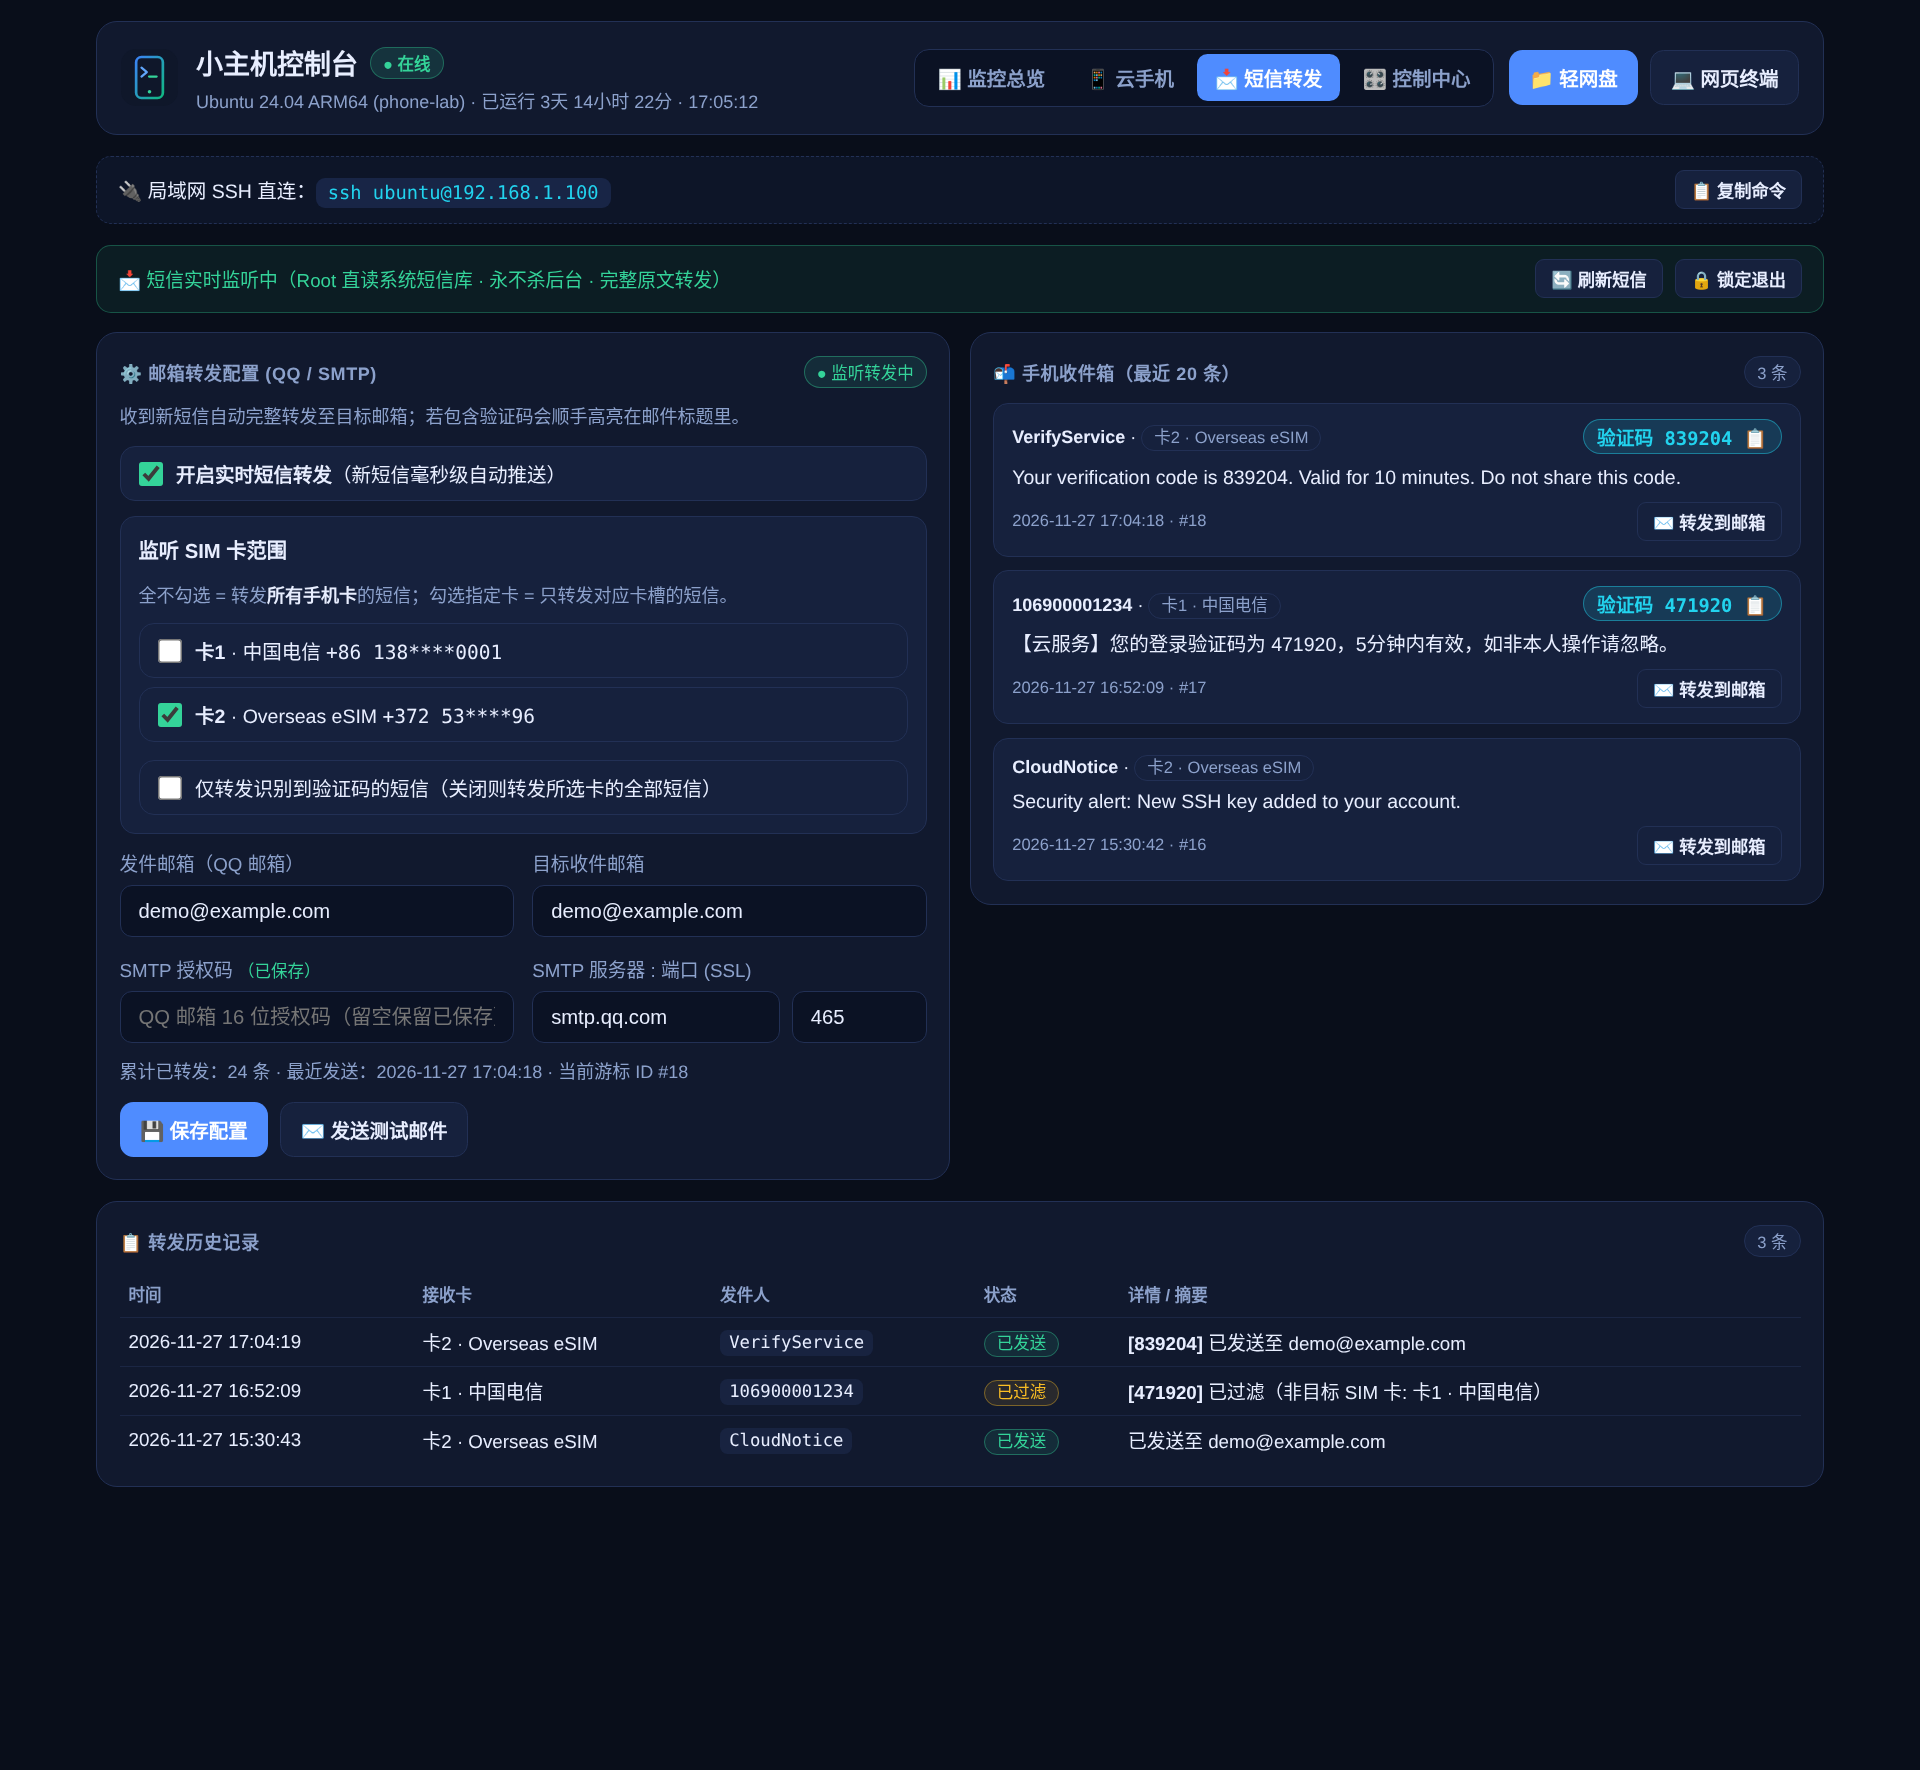 小主机控制台 ● 在线
Ubuntu 24.04 ARM64 (phone-lab) · 已运行 3天 14小时 22分 · 17:05:12
📊 监控总览 📱 云手机 📩 短信转发 🎛️ 控制中心 📁 轻网盘 💻 网页终端
🔌 局域网 SSH 直连： ssh ubuntu@192.168.1.100 📋 复制命令
📩 短信实时监听中（Root 直读系统短信库 · 永不杀后台 · 完整原文转发） 🔄 刷新短信 🔒 锁定退出
⚙️ 邮箱转发配置 (QQ / SMTP) ● 监听转发中
收到新短信自动完整转发至目标邮箱；若包含验证码会顺手高亮在邮件标题里。
开启实时短信转发（新短信毫秒级自动推送）
监听 SIM 卡范围
全不勾选 = 转发所有手机卡的短信；勾选指定卡 = 只转发对应卡槽的短信。
卡1 · 中国电信 +86 138****0001
卡2 · Overseas eSIM +372 53****96
仅转发识别到验证码的短信（关闭则转发所选卡的全部短信）
发件邮箱（QQ 邮箱） 目标收件邮箱
demo@example.com demo@example.com
SMTP 授权码 （已保存） SMTP 服务器 : 端口 (SSL)
QQ 邮箱 16 位授权码（留空保留已保存） smtp.qq.com 465
累计已转发：24 条 · 最近发送：2026-11-27 17:04:18 · 当前游标 ID #18
💾 保存配置 ✉️ 发送测试邮件
📬 手机收件箱（最近 20 条） 3 条
VerifyService · 卡2 · Overseas eSIM 验证码 839204 📋
Your verification code is 839204. Valid for 10 minutes. Do not share this code.
2026-11-27 17:04:18 · #18 ✉️ 转发到邮箱
106900001234 · 卡1 · 中国电信 验证码 471920 📋
【云服务】您的登录验证码为 471920，5分钟内有效，如非本人操作请忽略。
2026-11-27 16:52:09 · #17 ✉️ 转发到邮箱
CloudNotice · 卡2 · Overseas eSIM
Security alert: New SSH key added to your account.
2026-11-27 15:30:42 · #16 ✉️ 转发到邮箱
📋 转发历史记录 3 条
时间 接收卡 发件人 状态 详情 / 摘要
2026-11-27 17:04:19 卡2 · Overseas eSIM VerifyService 已发送 [839204] 已发送至 demo@example.com
2026-11-27 16:52:09 卡1 · 中国电信 106900001234 已过滤 [471920] 已过滤（非目标 SIM 卡: 卡1 · 中国电信）
2026-11-27 15:30:43 卡2 · Overseas eSIM CloudNotice 已发送 已发送至 demo@example.com